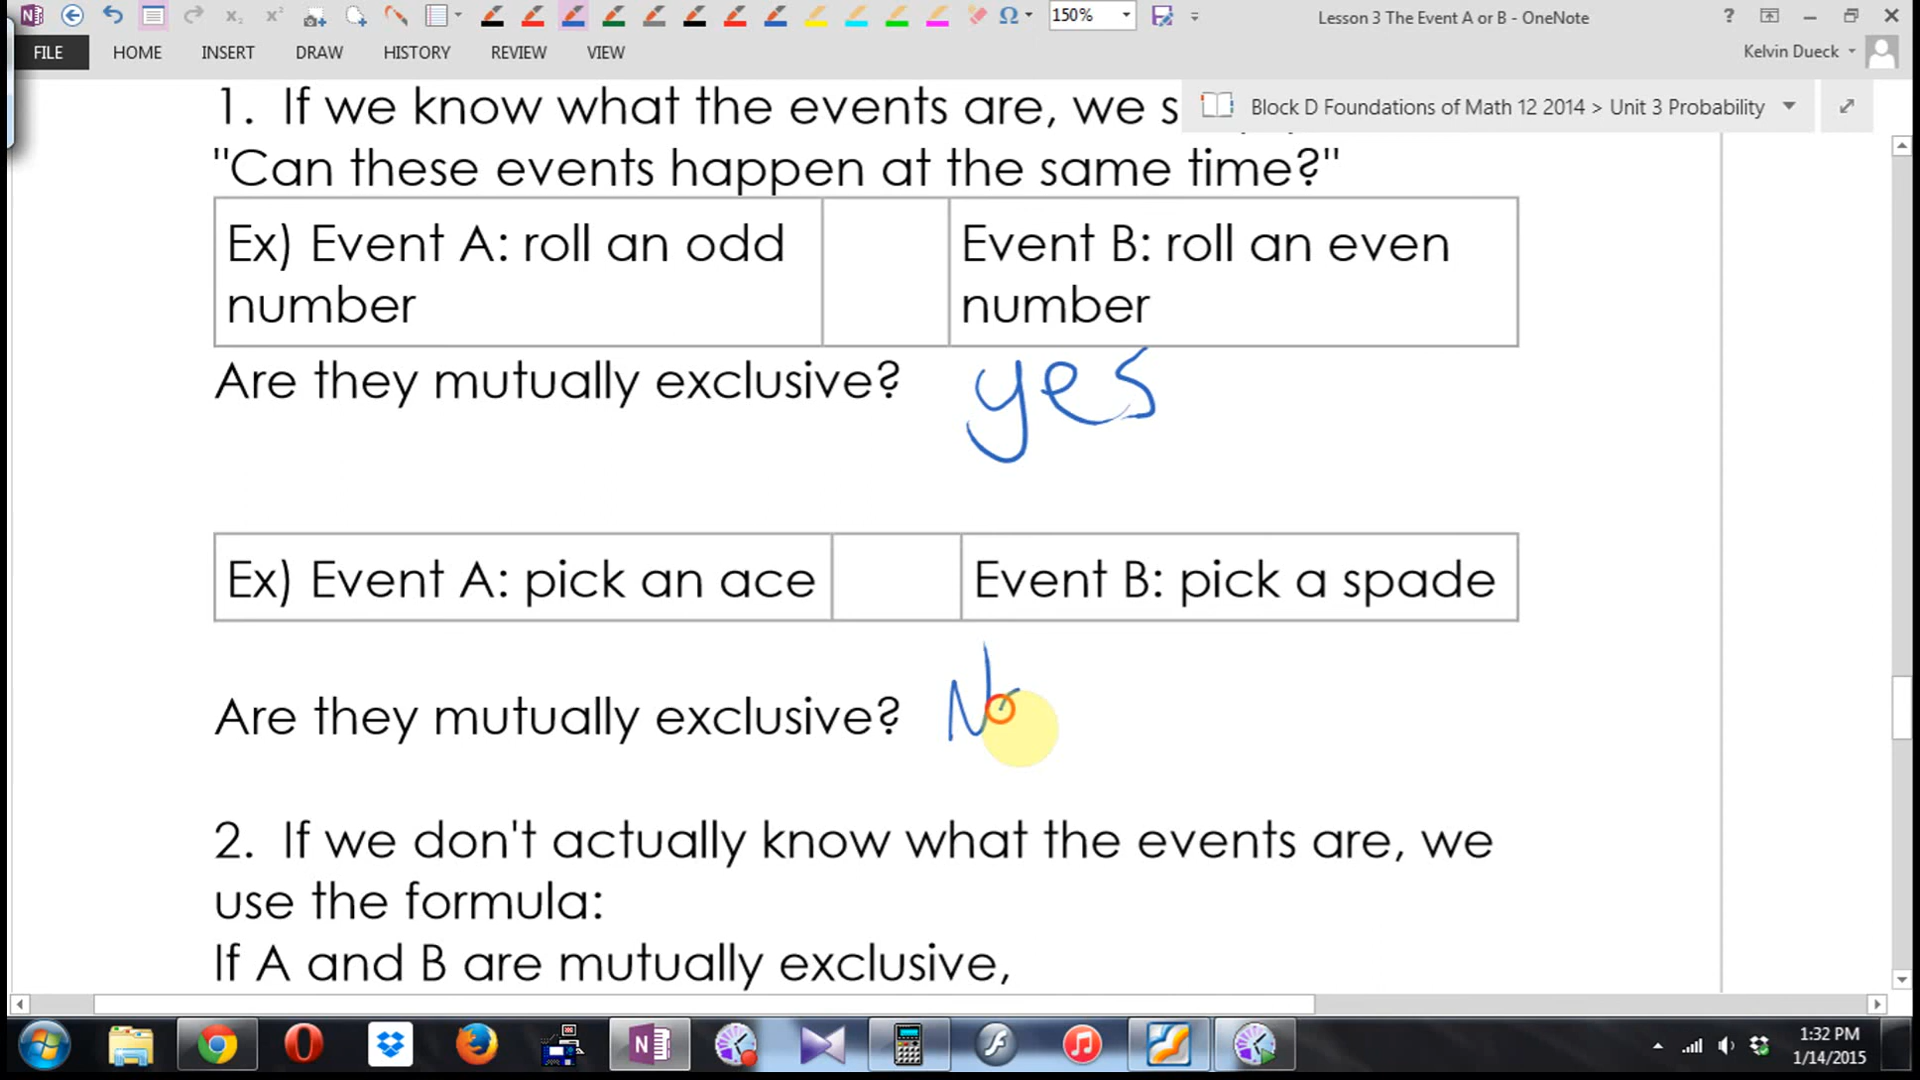 Lesson 3 The Event A or B - OneNote
150%
FILE HOME INSERT DRAW HISTORY REVIEW VIEW
Kelvin Dueck
Block D Foundations of Math 12 2014 > Unit 3 Probability
1. If we know what the events are, we s
"Can these events happen at the same time?"
Ex) Event A: roll an odd
number
Event B: roll an even
number
Are they mutually exclusive? yes
Ex) Event A: pick an ace
Event B: pick a spade
Are they mutually exclusive? No
2. If we don't actually know what the events are, we
use the formula:
If A and B are mutually exclusive,
1:32 PM
1/14/2015